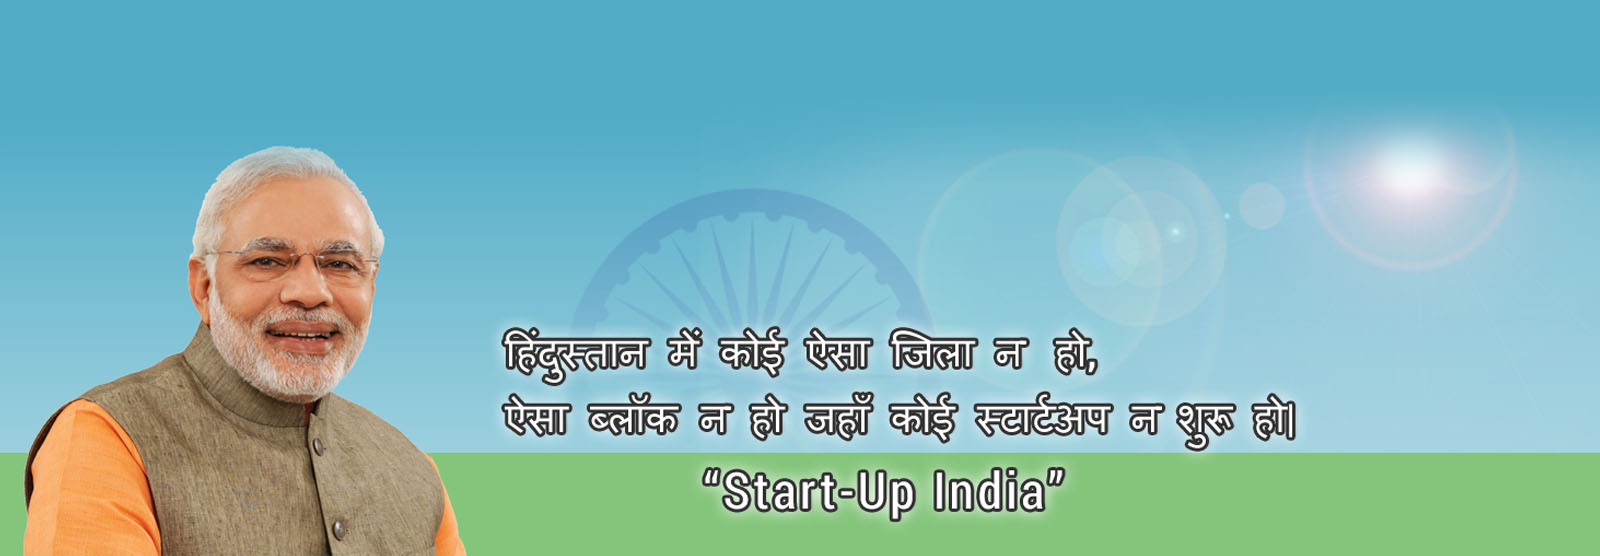 हिंदुस्तान में कोई ऐसा जिला न हो,
ऐसा ब्लॉक न हो जहाँ कोई स्टार्टअप न शुरू हो।
“Start-Up India”